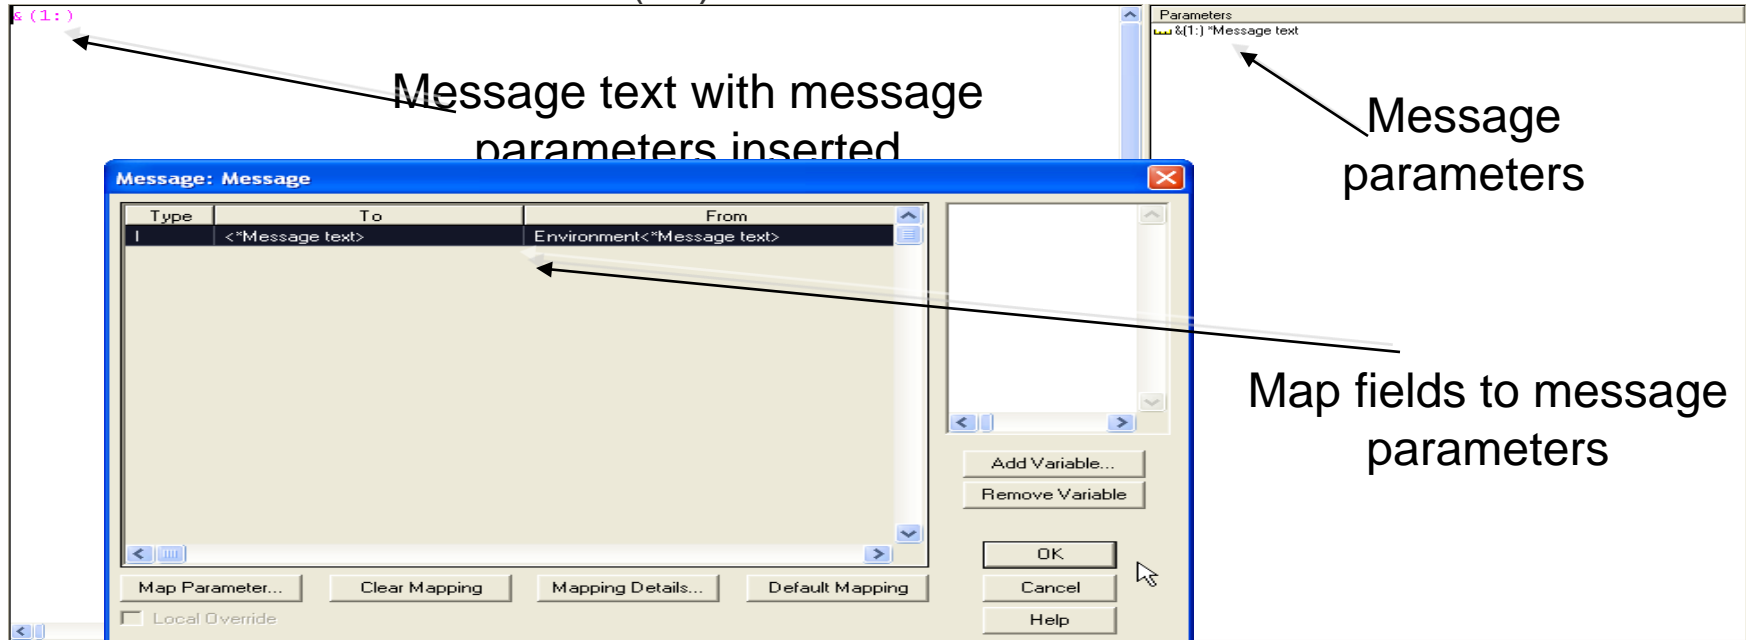 & (1: )
Parameters
&(1:) *Message text
Message text with message
parameters inserted
Message
parameters
Message: Message
Type To From
I <*Message text> Environment<*Message text>
Map fields to message
parameters
Add Variable...
Remove Variable
OK
Map Parameter... Clear Mapping Mapping Details... Default Mapping Cancel
Local Override Help